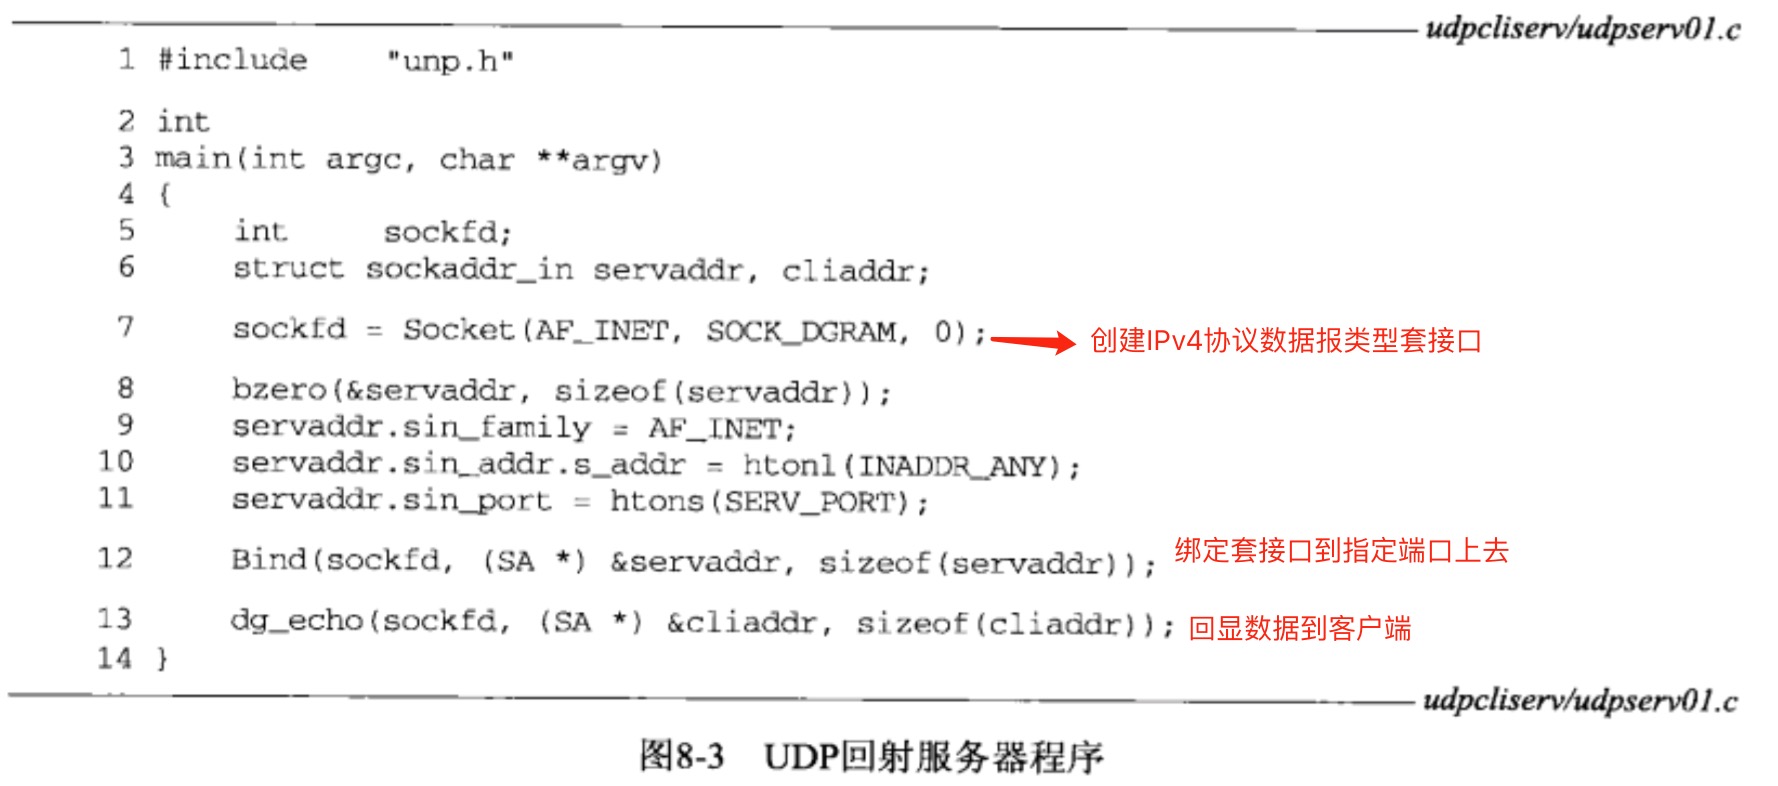 udpcliserv/udpserv01.c
1 #include    "unp.h"
2 int
3 main(int argc, char **argv)
4 {
5     int     sockfd;
6     struct sockaddr_in servaddr, cliaddr;
7     sockfd = Socket(AF_INET, SOCK_DGRAM, 0); 创建IPv4协议数据报类型套接口
8     bzero(&servaddr, sizeof(servaddr));
9     servaddr.sin_family = AF_INET;
10     servaddr.sin_addr.s_addr = htonl(INADDR_ANY);
11     servaddr.sin_port = htons(SERV_PORT);
12     Bind(sockfd, (SA *) &servaddr, sizeof(servaddr)); 绑定套接口到指定端口上去
13     dg_echo(sockfd, (SA *) &cliaddr, sizeof(cliaddr)); 回显数据到客户端
14 }
udpcliserv/udpserv01.c
图8-3 UDP回射服务器程序